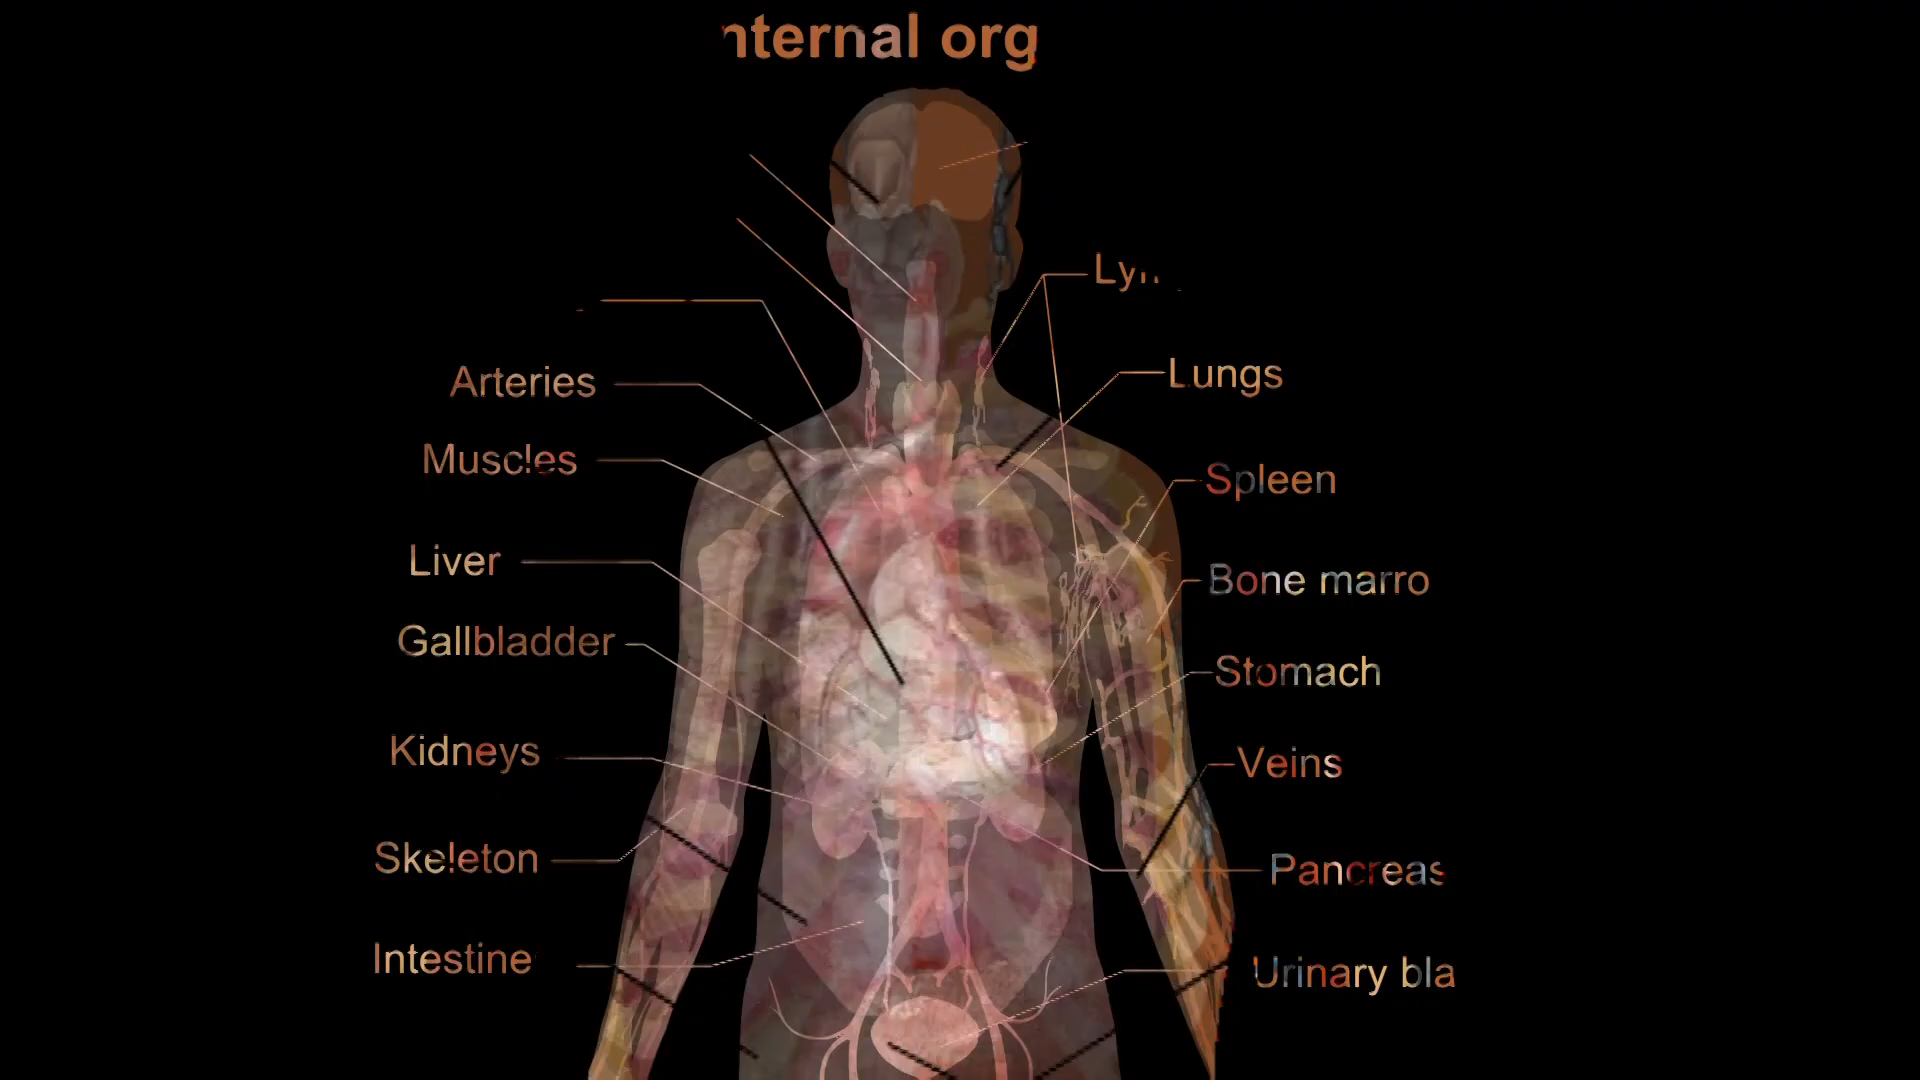 nternal org
Arteries
Muscles
Liver
Gallbladder
Kidneys
Skeleton
Intestine
Ly
Lungs
Spleen
Bone marro
Stomach
Veins
Pancreas
Urinary bla